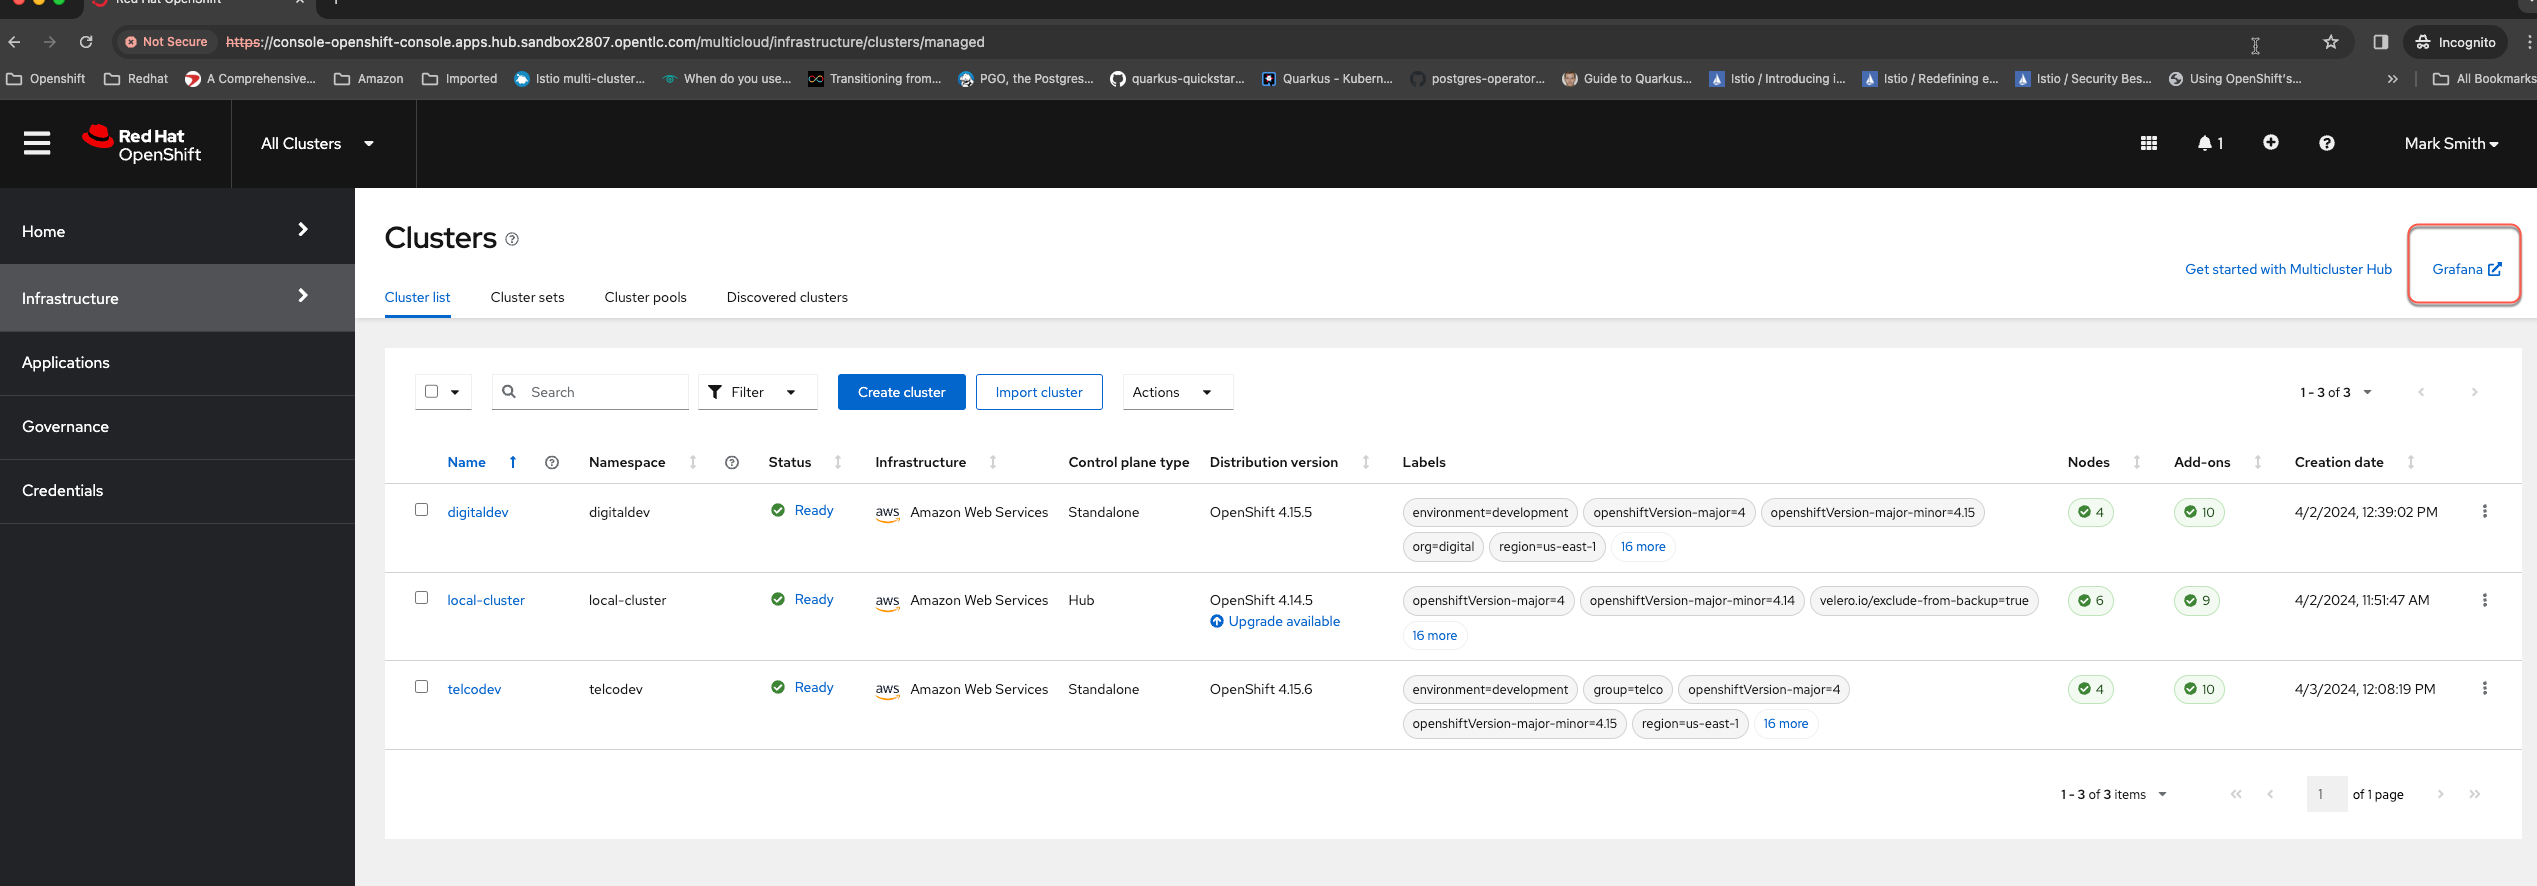 Red Hat OpenShift
Not Secure https://console-openshift-console.apps.hub.sandbox2807.opentlc.com/multicloud/infrastructure/clusters/managed Incognito
Openshift Redhat A Comprehensive... Amazon Imported Istio multi-cluster... When do you use... Transitioning from... PGO, the Postgres... quarkus-quickstar... Quarkus - Kubern... postgres-operator... Guide to Quarkus... Istio / Introducing i... Istio / Redefining e... Istio / Security Bes... Using OpenShift's... » All Bookmarks
Red Hat
OpenShift
All Clusters
1
Mark Smith
Home
Infrastructure
Applications
Governance
Credentials
Clusters
Get started with Multicluster Hub Grafana
Cluster list Cluster sets Cluster pools Discovered clusters
Search Filter Create cluster Import cluster Actions 1 - 3 of 3
Name Namespace Status Infrastructure Control plane type Distribution version Labels Nodes Add-ons Creation date
digitaldev digitaldev Ready aws Amazon Web Services Standalone OpenShift 4.15.5 environment=development openshiftVersion-major=4 openshiftVersion-major-minor=4.15 4 10 4/2/2024, 12:39:02 PM
org=digital region=us-east-1 16 more
local-cluster local-cluster Ready aws Amazon Web Services Hub OpenShift 4.14.5 openshiftVersion-major=4 openshiftVersion-major-minor=4.14 velero.io/exclude-from-backup=true 6 9 4/2/2024, 11:51:47 AM
Upgrade available
16 more
telcodev telcodev Ready aws Amazon Web Services Standalone OpenShift 4.15.6 environment=development group=telco openshiftVersion-major=4 4 10 4/3/2024, 12:08:19 PM
openshiftVersion-major-minor=4.15 region=us-east-1 16 more
1 - 3 of 3 items 1 of 1 page